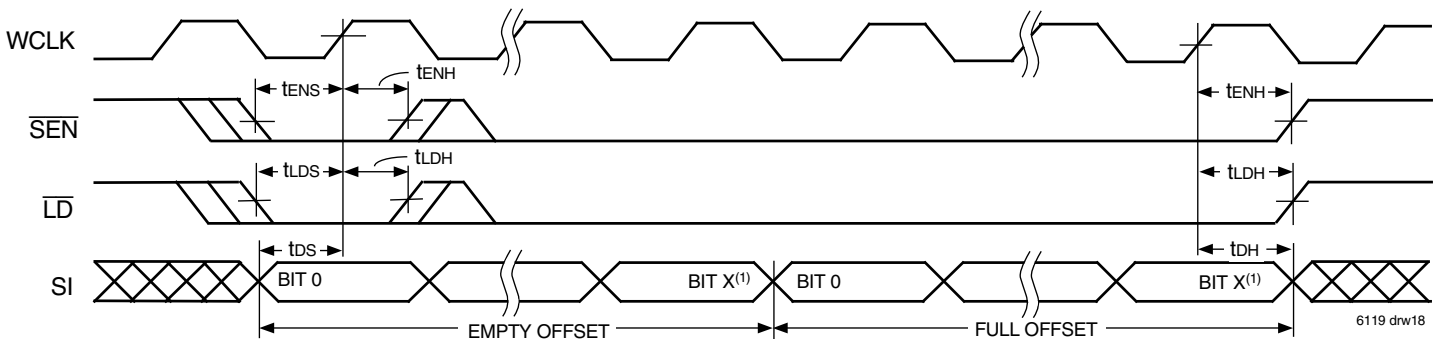 WCLK
tENS
tENH
tENH
SEN
tLDS
tLDH
tLDH
LD
tDS
tDH
SI
BIT 0
BIT X(1)
BIT 0
BIT X(1)
EMPTY OFFSET
FULL OFFSET
6119 drw18